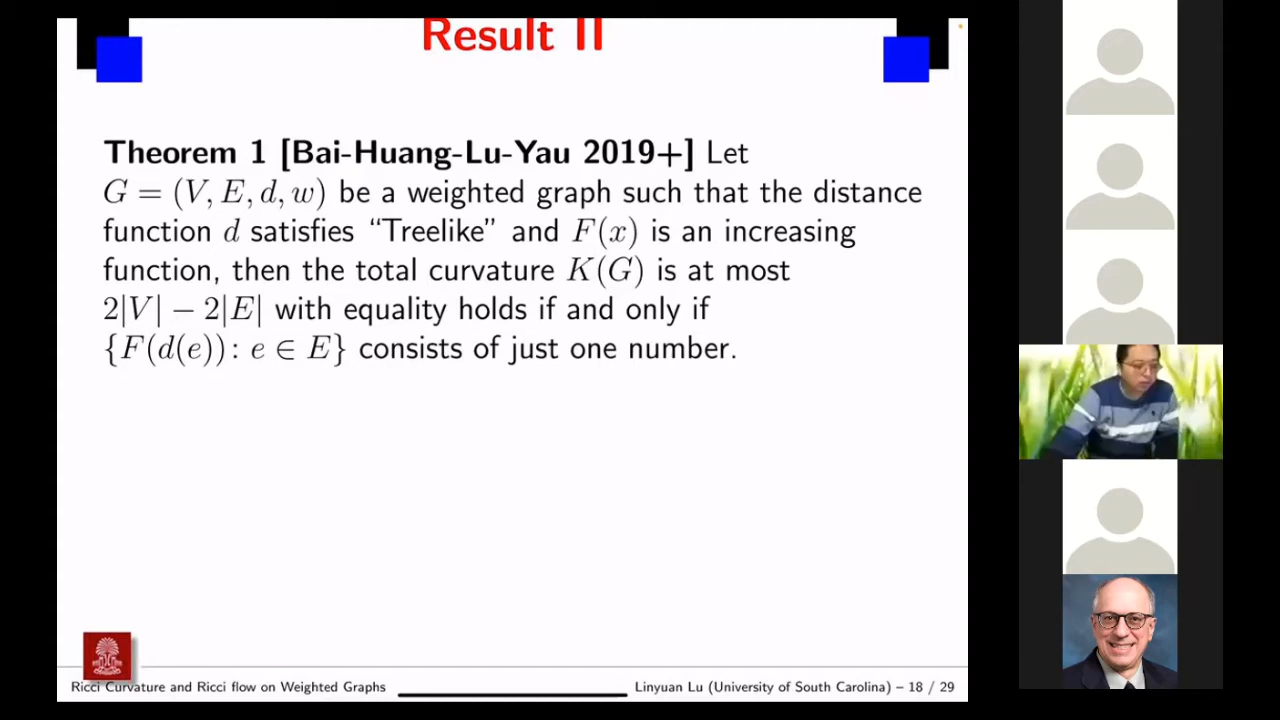 Result II
Theorem 1 [Bai-Huang-Lu-Yau 2019+] Let
G = (V, E, d, w) be a weighted graph such that the distance
function d satisfies “Treelike” and F(x) is an increasing
function, then the total curvature K(G) is at most
2|V| − 2|E| with equality holds if and only if
{F(d(e)): e ∈ E} consists of just one number.
Ricci Curvature and Ricci flow on Weighted Graphs
Linyuan Lu (University of South Carolina) – 18 / 29